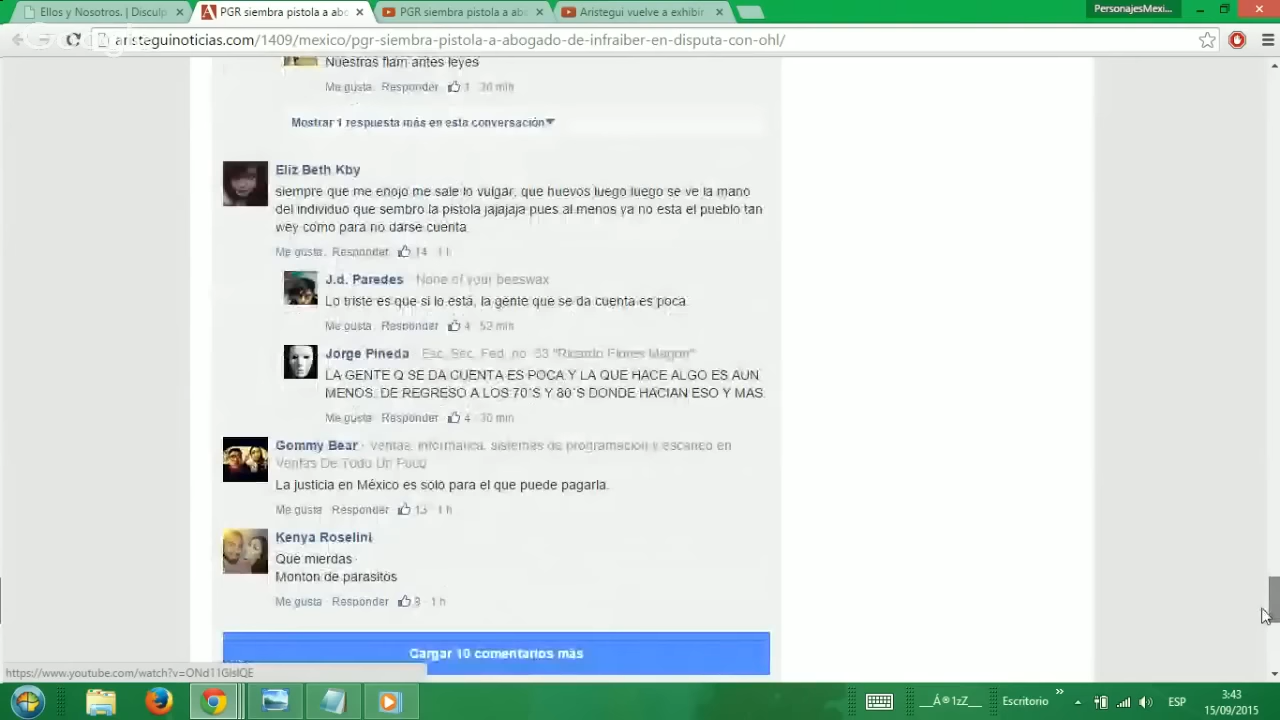 Ellos y Nosotros. | Disculp
PGR siembra pistola a abo
PGR siembra pistola a abo
Aristegui vuelve a exhibir
PersonajesMexi...
aristeguinoticias.com/1409/mexico/pgr-siembra-pistola-a-abogado-de-infraiber-en-disputa-con-ohl/
Nuestras flamantes leyes
Me gusta · Responder · 1 · 30 min
Mostrar 1 respuesta más en esta conversación
Eliz Beth Kby
siempre que me enojo me sale lo vulgar, que huevos luego luego se ve la mano
del individuo que sembro la pistola jajajaja pues al menos ya no esta el pueblo tan
wey como para no darse cuenta
Me gusta · Responder · 14 · 1 h
J.d. Paredes · None of your beeswax
Lo triste es que si lo está, la gente que se da cuenta es poca.
Me gusta · Responder · 4 · 52 min
Jorge Pineda · Esc. Sec. Fed. no. 53 "Ricardo Flores Magon"
LA GENTE Q SE DA CUENTA ES POCA Y LA QUE HACE ALGO ES AUN
MENOS. DE REGRESO A LOS 70´S Y 80´S DONDE HACIAN ESO Y MAS.
Me gusta · Responder · 4 · 30 min
Gommy Bear · ventas, informatica, sistemas de programacion y escaneo en
Ventas De Todo Un Poco
La justicia en México es solo para el que puede pagarla.
Me gusta · Responder · 13 · 1 h
Kenya Roselini
Que mierdas
Monton de parasitos
Me gusta · Responder · 1 h
Cargar 10 comentarios más
https://www.youtube.com/watch?v=
__Â®1zZ__
Escritorio
ESP
3:43
15/09/2015